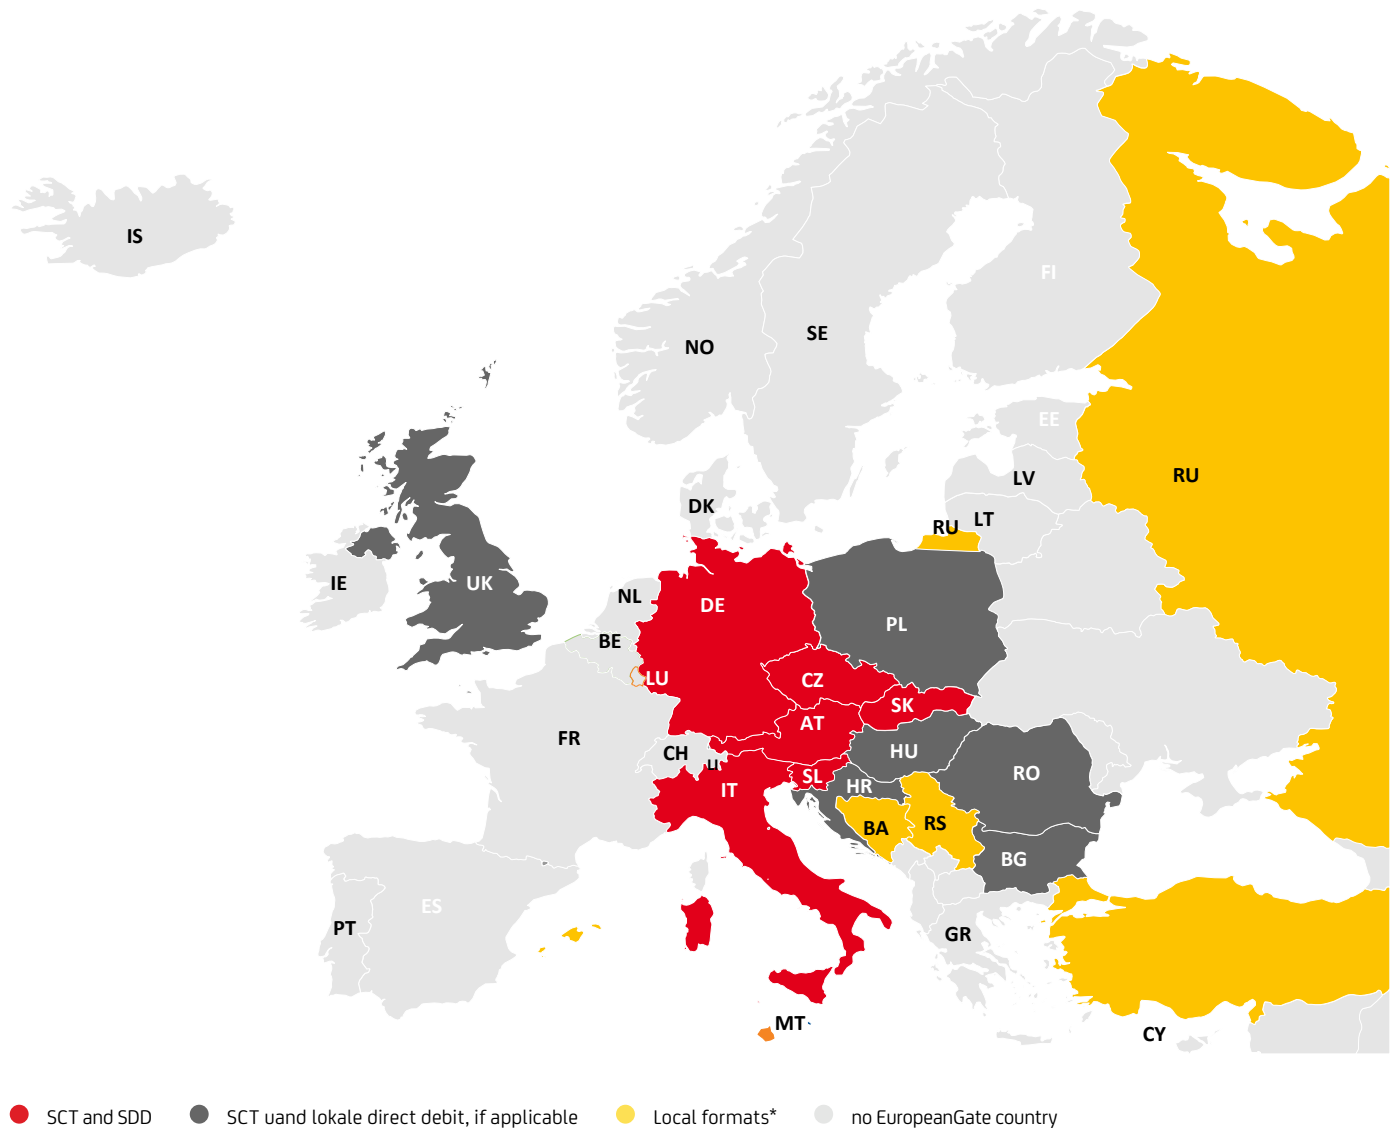 IS
FI
SE
NO
EE
RU
LV
DK
LT
RU
IE
UK
NL
DE
PL
BE
LU
CZ
SK
AT
FR
CH
HU
LI
SL
RO
IT
HR
BA
RS
BG
ES
PT
GR
MT
CY
SCT and SDD
SCT uand lokale direct debit, if applicable
Local formats*
no EuropeanGate country